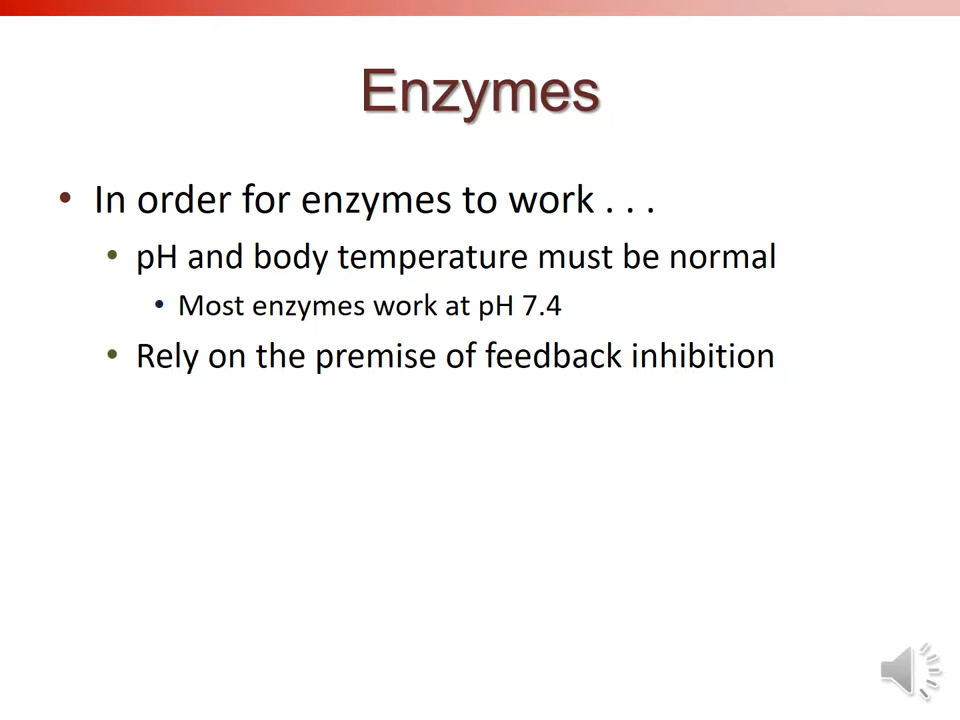 Enzymes
• In order for enzymes to work . . .
• pH and body temperature must be normal
• Most enzymes work at pH 7.4
• Rely on the premise of feedback inhibition